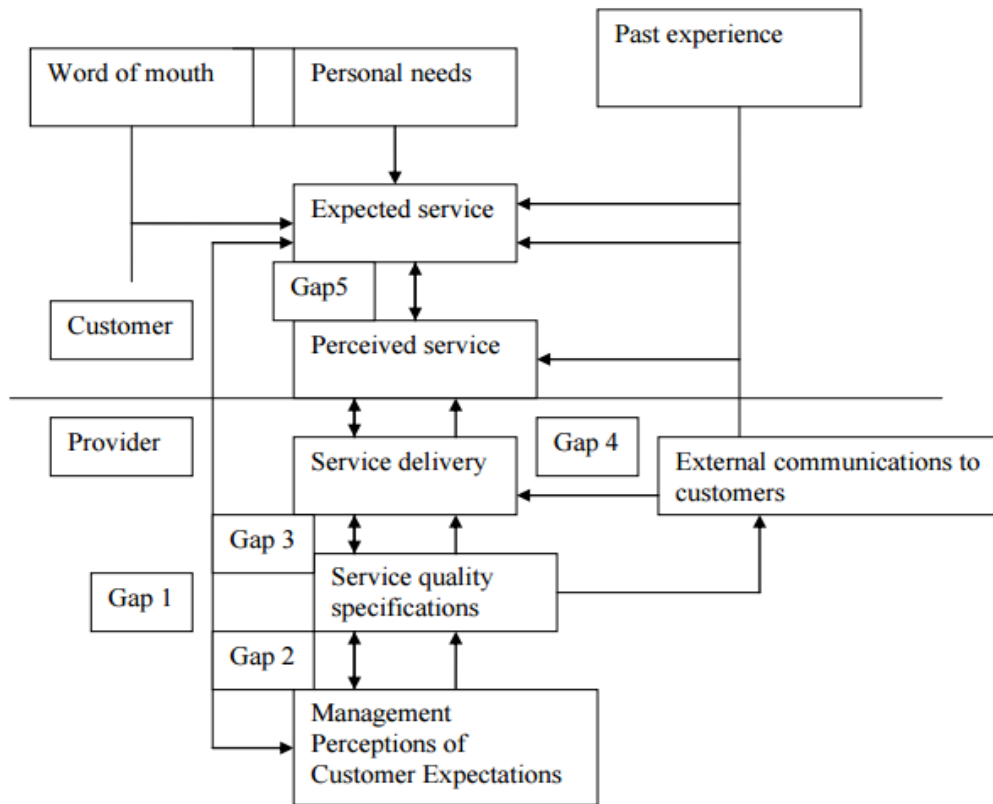 Past experience
Word of mouth
Personal needs
Expected service
Gap5
Customer
Perceived service
Provider
Service delivery
Gap 4
External communications to
customers
Gap 3
Service quality
specifications
Gap 1
Gap 2
Management
Perceptions of
Customer Expectations